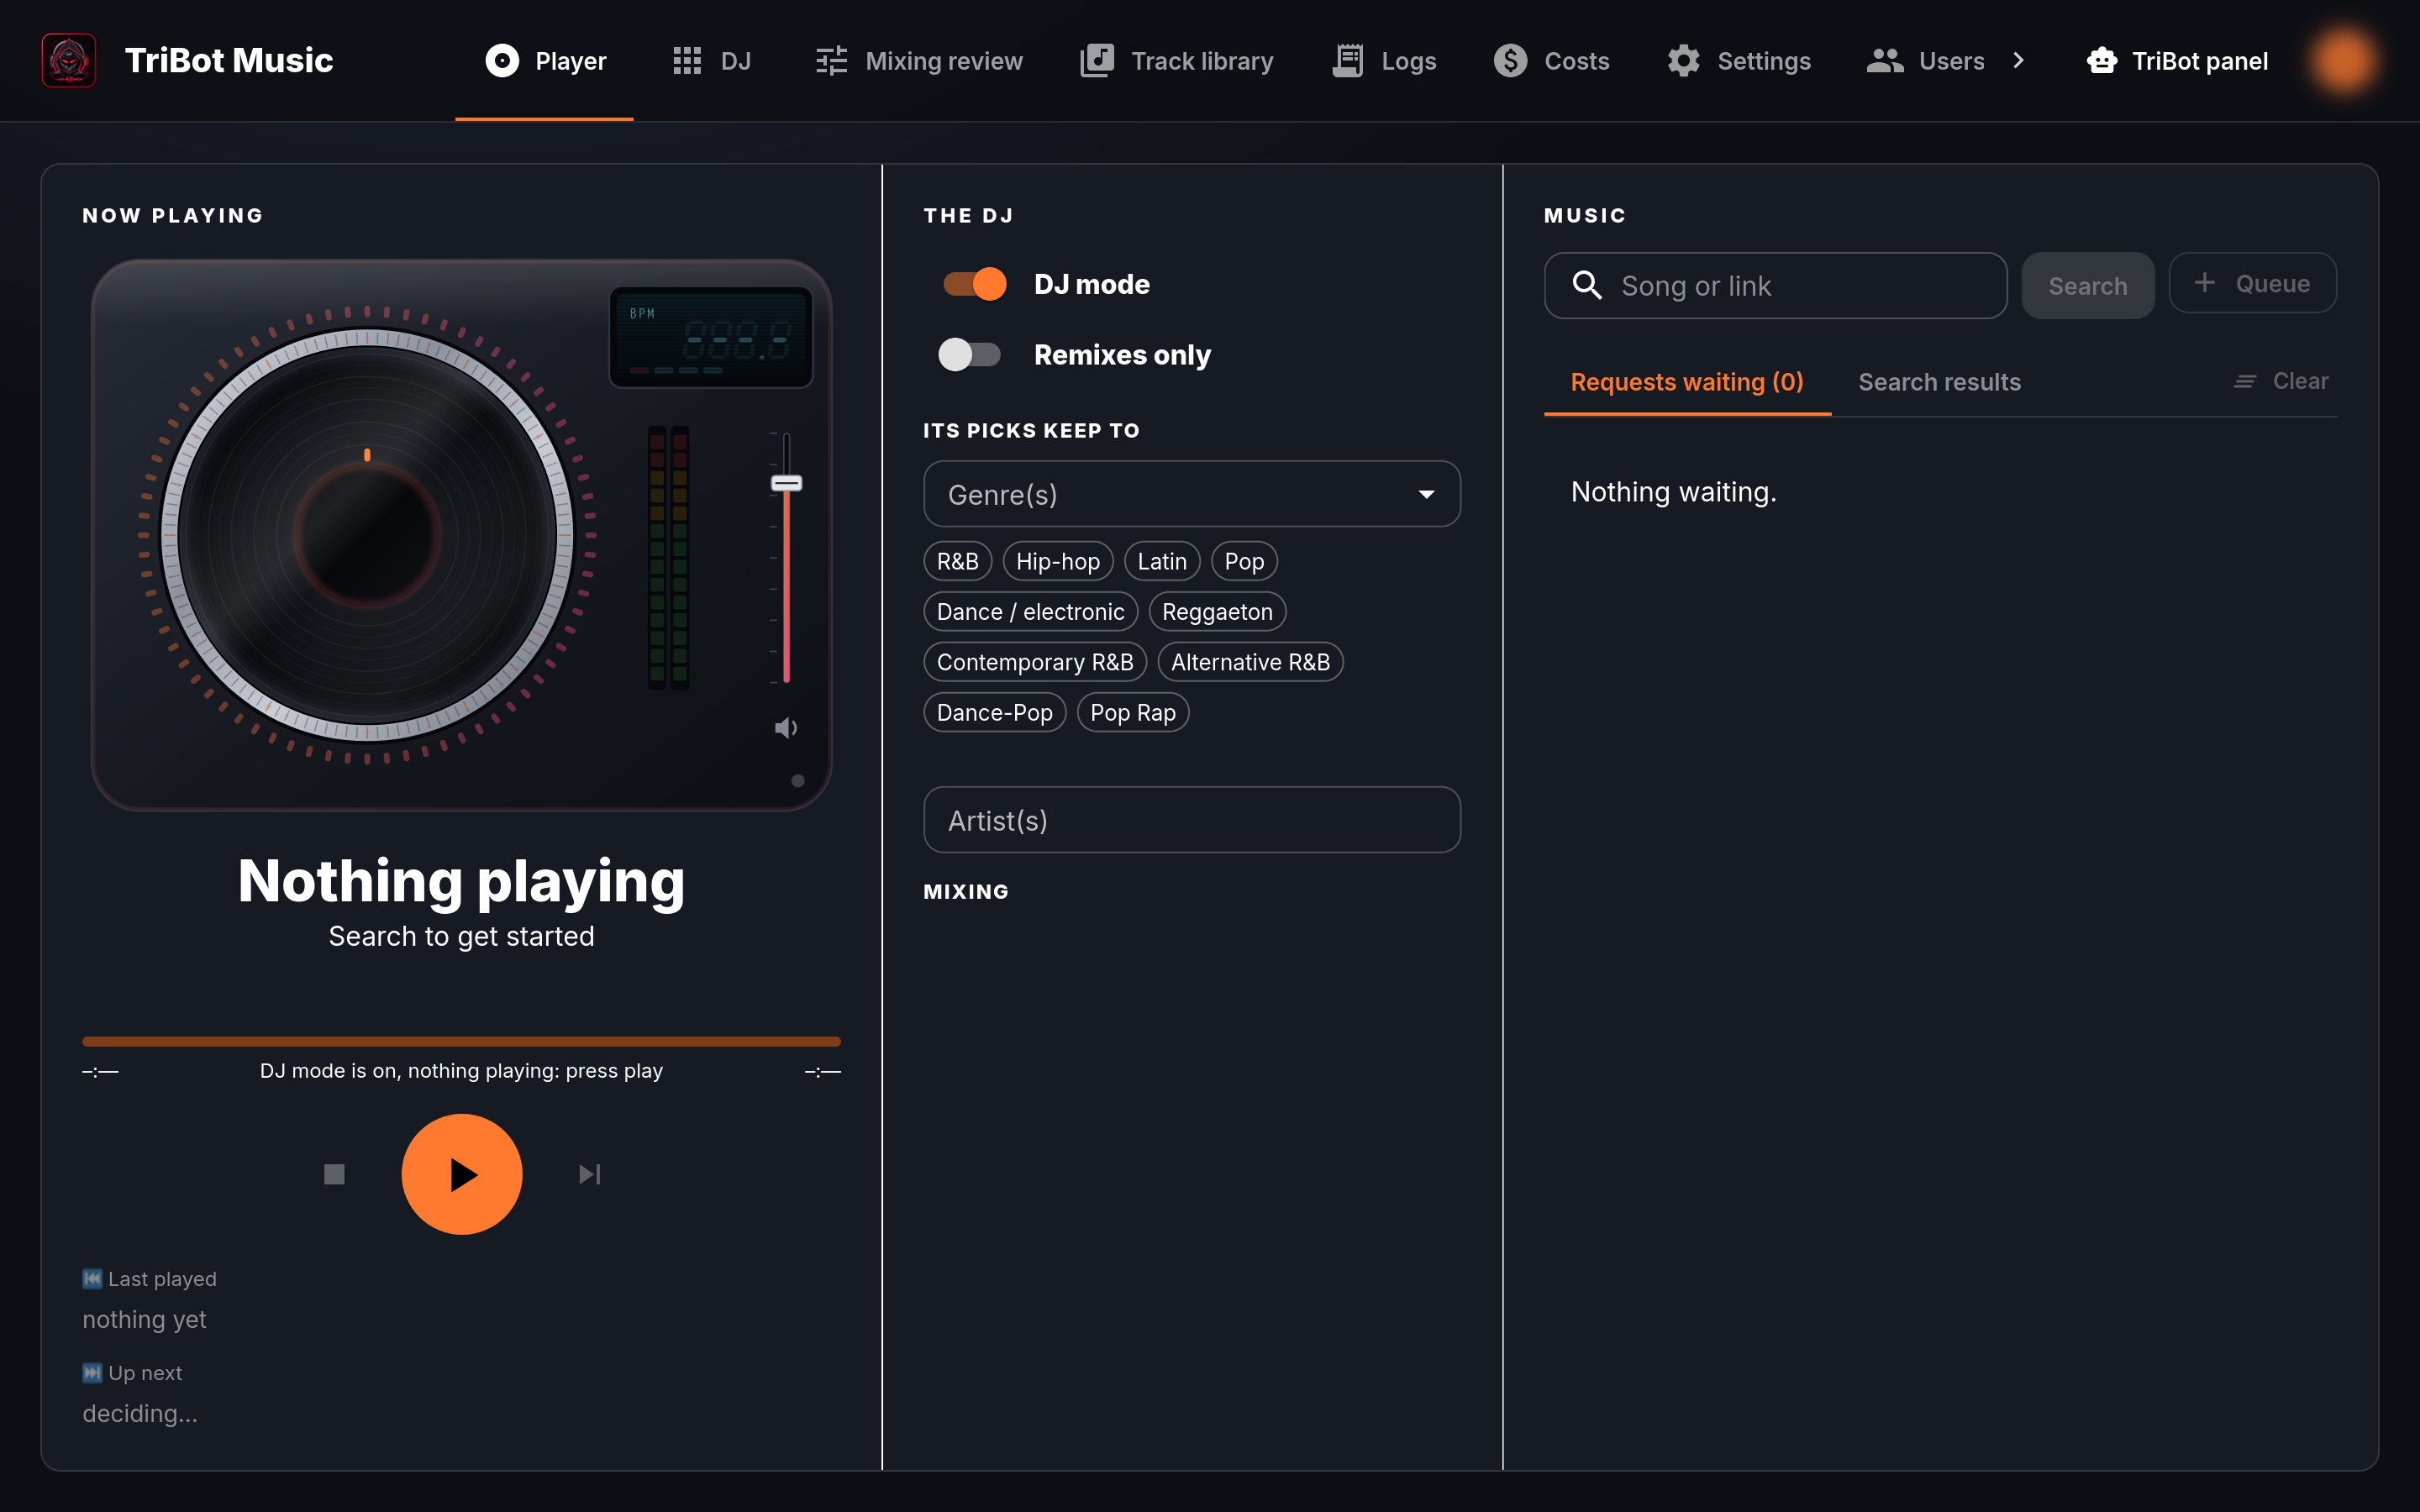 TriBot Music
Player
DJ
Mixing review
Track library
Logs
Costs
Settings
Users
TriBot panel
NOW PLAYING
BPM
Nothing playing
Search to get started
–:––
DJ mode is on, nothing playing: press play
–:––
Last played
nothing yet
Up next
deciding...
THE DJ
DJ mode
Remixes only
ITS PICKS KEEP TO
Genre(s)
R&B
Hip-hop
Latin
Pop
Dance / electronic
Reggaeton
Contemporary R&B
Alternative R&B
Dance-Pop
Pop Rap
Artist(s)
MIXING
MUSIC
Song or link
Search
Queue
Requests waiting (0)
Search results
Clear
Nothing waiting.